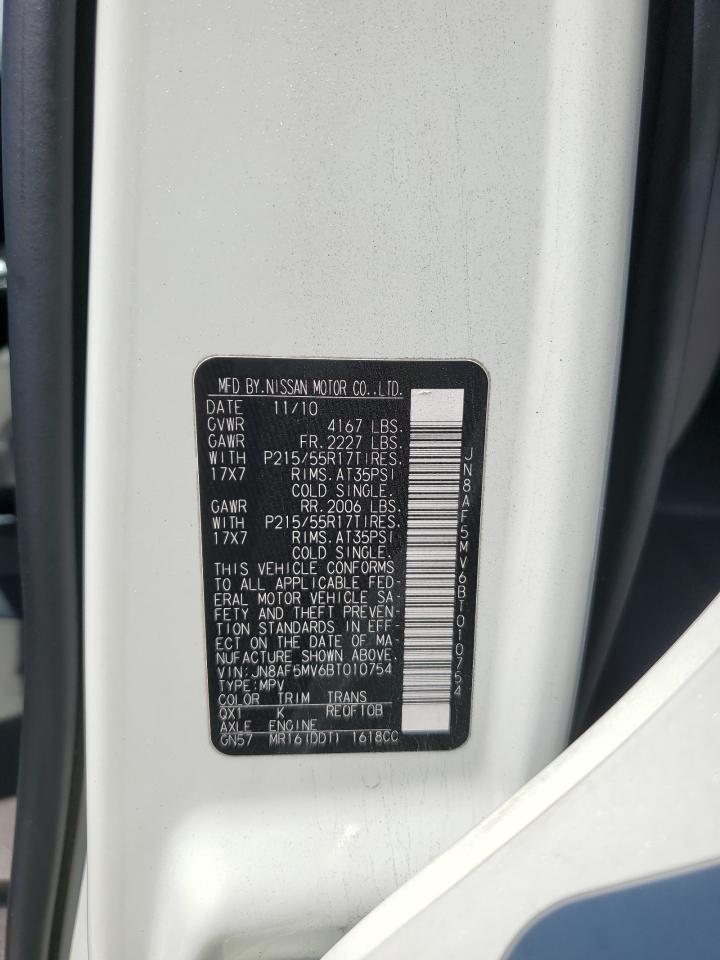 MFD BY.NISSAN MOTOR CO.,LTD.
DATE 11/10
GVWR 4167 LBS.
GAWR FR.2227 LBS.
WITH P215/55R17TIRES.
17X7 RIMS.AT35PSI
COLD SINGLE.
GAWR RR.2006 LBS.
WITH P215/55R17TIRES.
17X7 RIMS.AT35PSI
COLD SINGLE.
THIS VEHICLE CONFORMS
TO ALL APPLICABLE FED-
ERAL MOTOR VEHICLE SA-
FETY AND THEFT PREVEN-
TION STANDARDS IN EFF-
ECT ON THE DATE OF MA-
NUFACTURE SHOWN ABOVE.
VIN:JN8AF5MV6BT010754
TYPE:MPV
COLOR TRIM TRANS
QX1 K RE0F10B
AXLE ENGINE
GN57 MR16(DDT) 1618CC
JN8AF5MV6BT010754